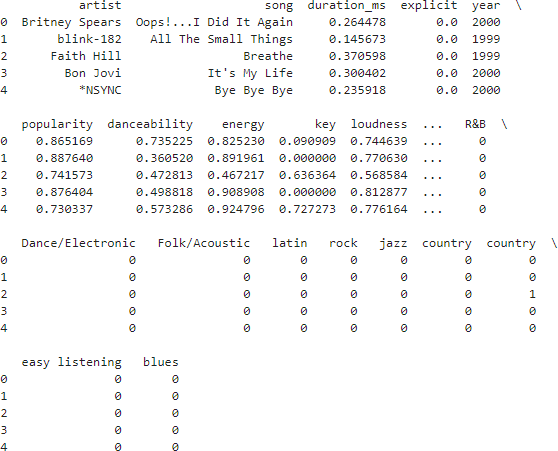 artist                    song  duration_ms  explicit  year  \
0  Britney Spears  Oops!...I Did It Again     0.264478       0.0  2000
1       blink-182    All The Small Things     0.145673       0.0  1999
2      Faith Hill                 Breathe     0.370598       0.0  1999
3        Bon Jovi            It's My Life     0.300402       0.0  2000
4          *NSYNC             Bye Bye Bye     0.235918       0.0  2000

   popularity  danceability    energy       key  loudness  ...  R&B  \
0    0.865169      0.735225  0.825230  0.090909  0.744639  ...    0
1    0.887640      0.360520  0.891961  0.000000  0.770630  ...    0
2    0.741573      0.472813  0.467217  0.636364  0.568584  ...    0
3    0.876404      0.498818  0.908908  0.000000  0.812877  ...    0
4    0.730337      0.573286  0.924796  0.727273  0.776164  ...    0

   Dance/Electronic  Folk/Acoustic  latin  rock  jazz  country  country  \
0                 0              0      0     0     0        0        0
1                 0              0      0     0     0        0        0
2                 0              0      0     0     0        0        1
3                 0              0      0     0     0        0        0
4                 0              0      0     0     0        0        0

   easy listening  blues
0               0      0
1               0      0
2               0      0
3               0      0
4               0      0